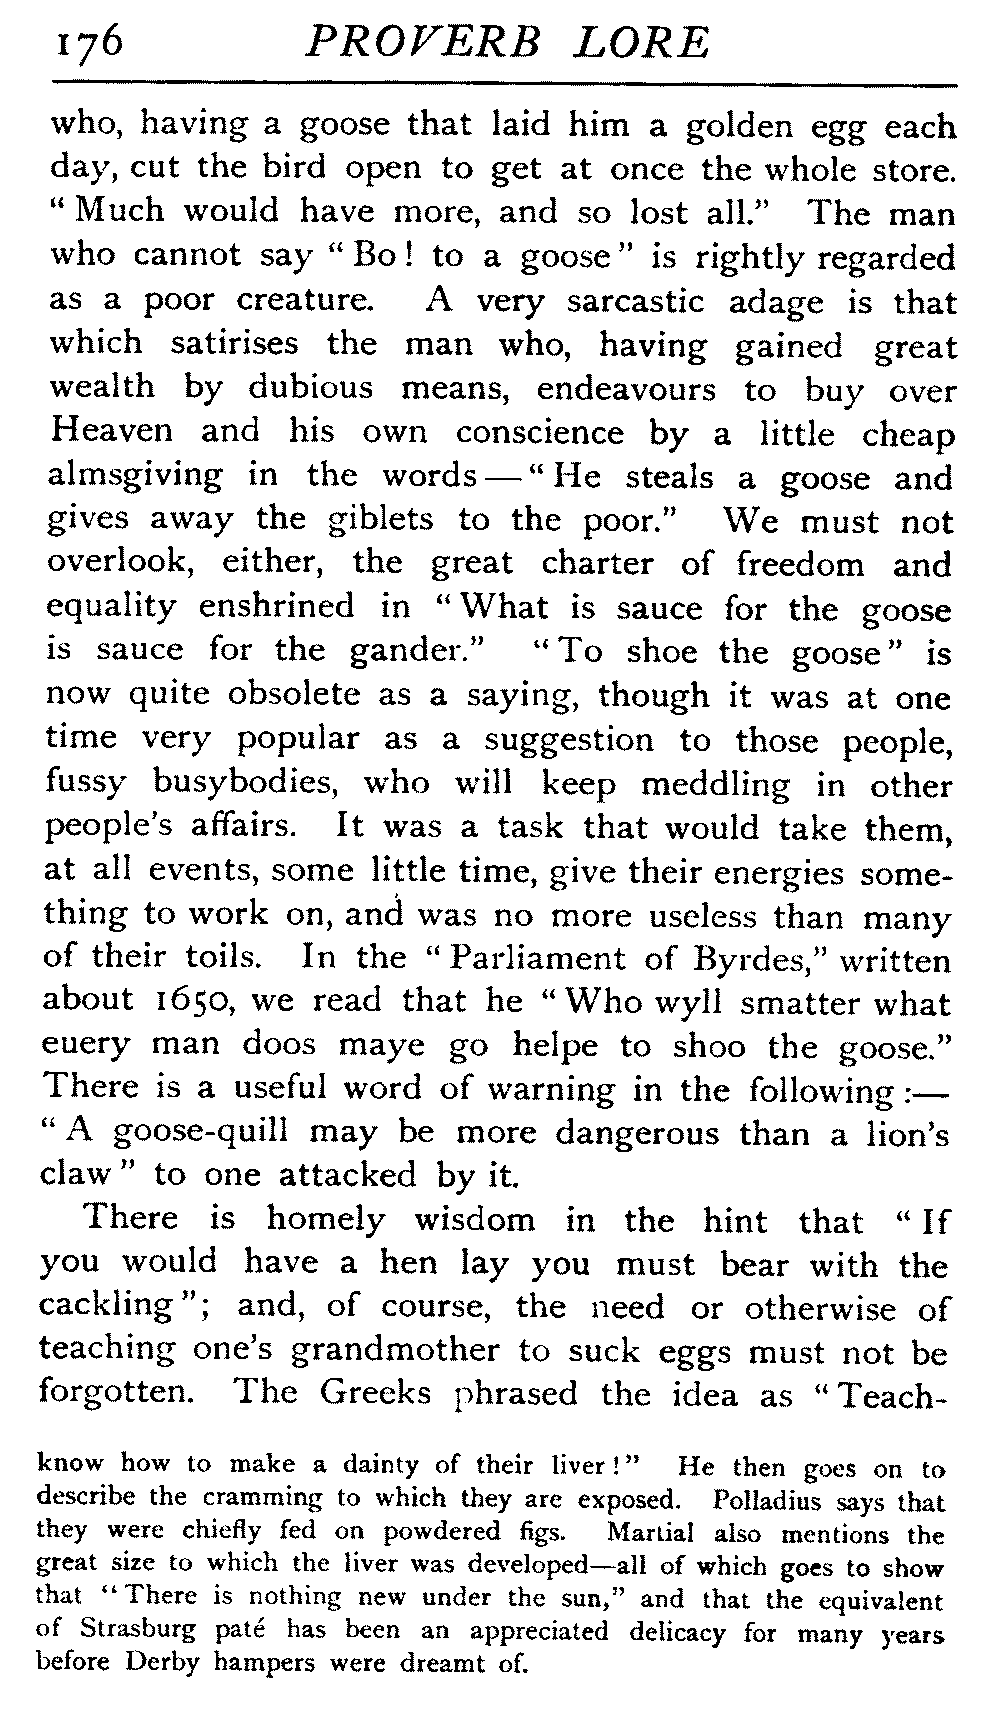 176 PROVERB LORE
who, having a goose that laid him a golden egg each
day, cut the bird open to get at once the whole store.
“ Much would have more, and so lost all.” The man
who cannot say “ Bo ! to a goose ” is rightly regarded
as a poor creature. A very sarcastic adage is that
which satirises the man who, having gained great
wealth by dubious means, endeavours to buy over
Heaven and his own conscience by a little cheap
almsgiving in the words — “ He steals a goose and
gives away the giblets to the poor.” We must not
overlook, either, the great charter of freedom and
equality enshrined in “ What is sauce for the goose
is sauce for the gander.” “ To shoe the goose ” is
now quite obsolete as a saying, though it was at one
time very popular as a suggestion to those people,
fussy busybodies, who will keep meddling in other
people’s affairs. It was a task that would take them,
at all events, some little time, give their energies some-
thing to work on, and was no more useless than many
of their toils. In the “ Parliament of Byrdes,” written
about 1650, we read that he “ Who wyll smatter what
euery man doos maye go helpe to shoo the goose.”
There is a useful word of warning in the following :—
“ A goose-quill may be more dangerous than a lion’s
claw ” to one attacked by it.
There is homely wisdom in the hint that “ If
you would have a hen lay you must bear with the
cackling ” ; and, of course, the need or otherwise of
teaching one’s grandmother to suck eggs must not be
forgotten. The Greeks phrased the idea as “ Teach-
know how to make a dainty of their liver ! ” He then goes on to
describe the cramming to which they are exposed. Polladius says that
they were chiefly fed on powdered figs. Martial also mentions the
great size to which the liver was developed—all of which goes to show
that “ There is nothing new under the sun,” and that the equivalent
of Strasburg paté has been an appreciated delicacy for many years
before Derby hampers were dreamt of.